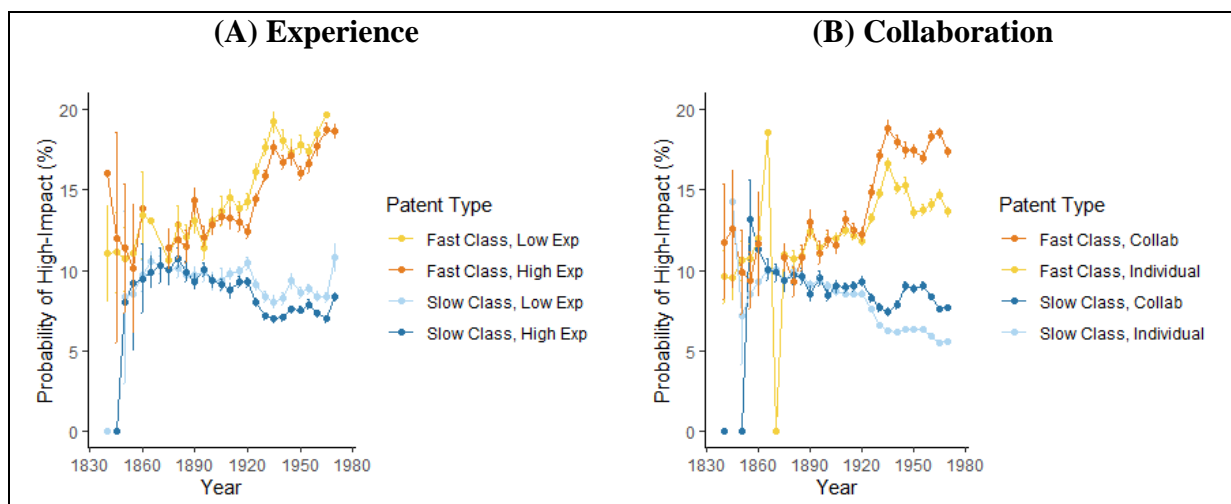 (A) Experience
Probability of High-Impact (%)
20
15
10
5
0
1830 1860 1890 1920 1950 1980
Year
Patent Type
Fast Class, Low Exp
Fast Class, High Exp
Slow Class, Low Exp
Slow Class, High Exp
(B) Collaboration
Probability of High-Impact (%)
20
15
10
5
0
1830 1860 1890 1920 1950 1980
Year
Patent Type
Fast Class, Collab
Fast Class, Individual
Slow Class, Collab
Slow Class, Individual